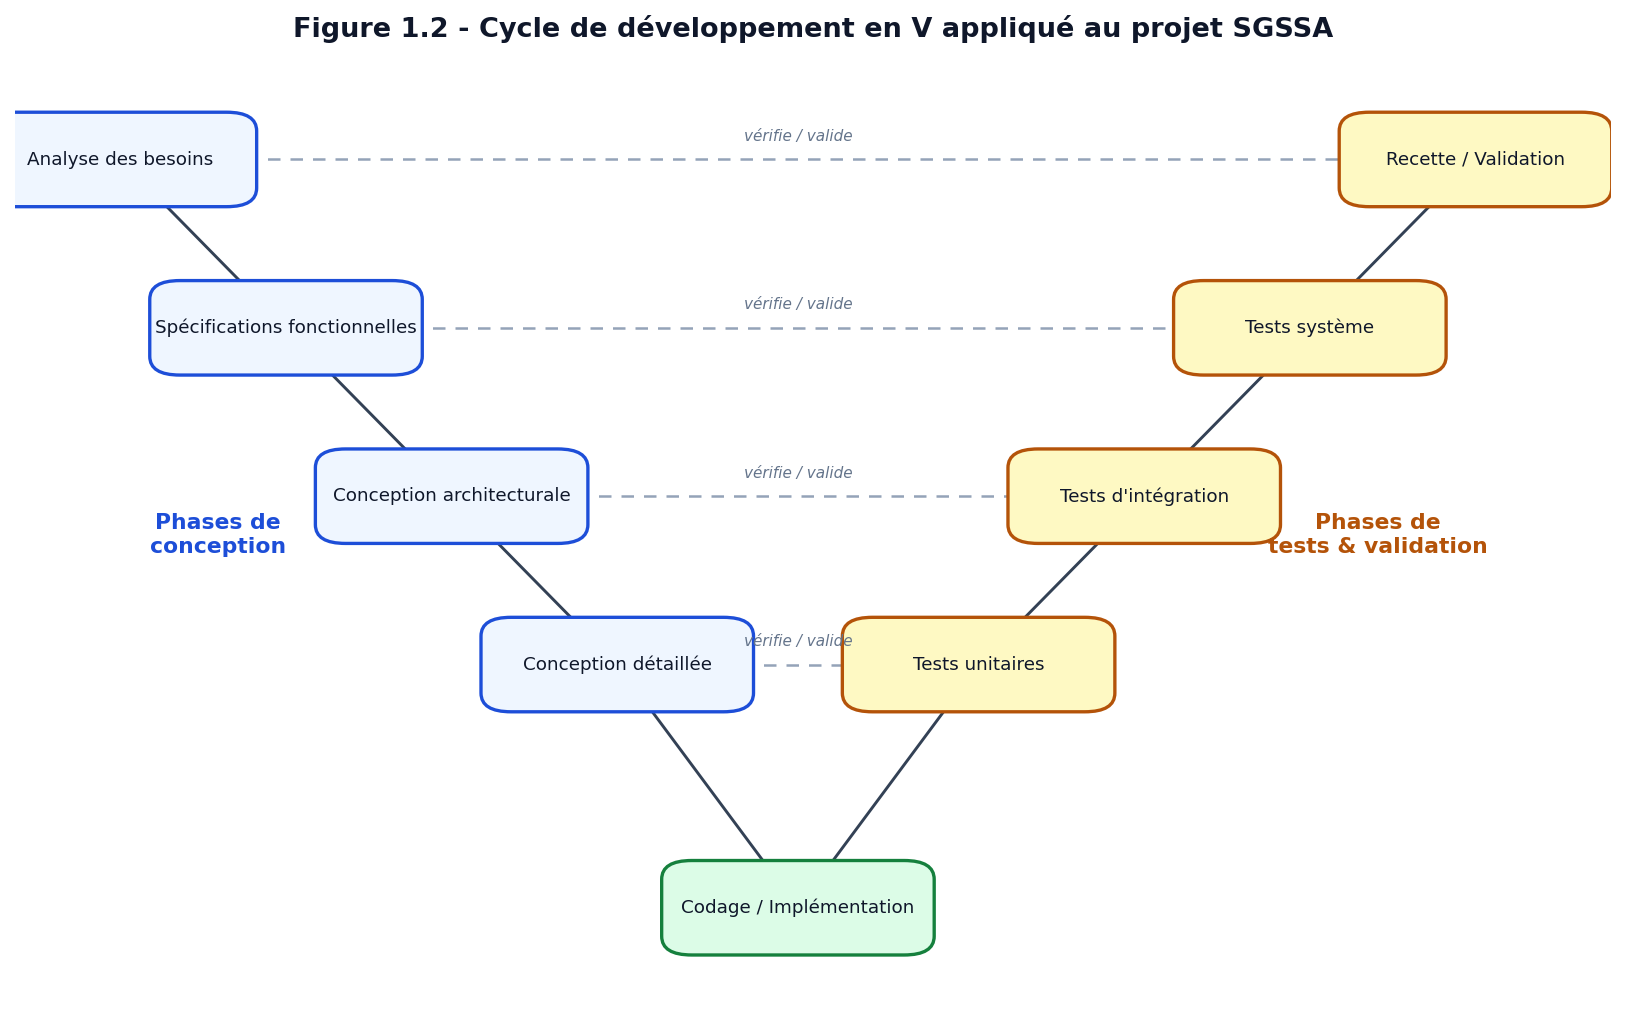 Figure 1.2 - Cycle de développement en V appliqué au projet SGSSA
Analyse des besoins
vérifie / valide
Recette / Validation
Spécifications fonctionnelles
vérifie / valide
Tests système
Conception architecturale
vérifie / valide
Tests d'intégration
Phases de
conception
Phases de
tests & validation
Conception détaillée
vérifie / valide
Tests unitaires
Codage / Implémentation